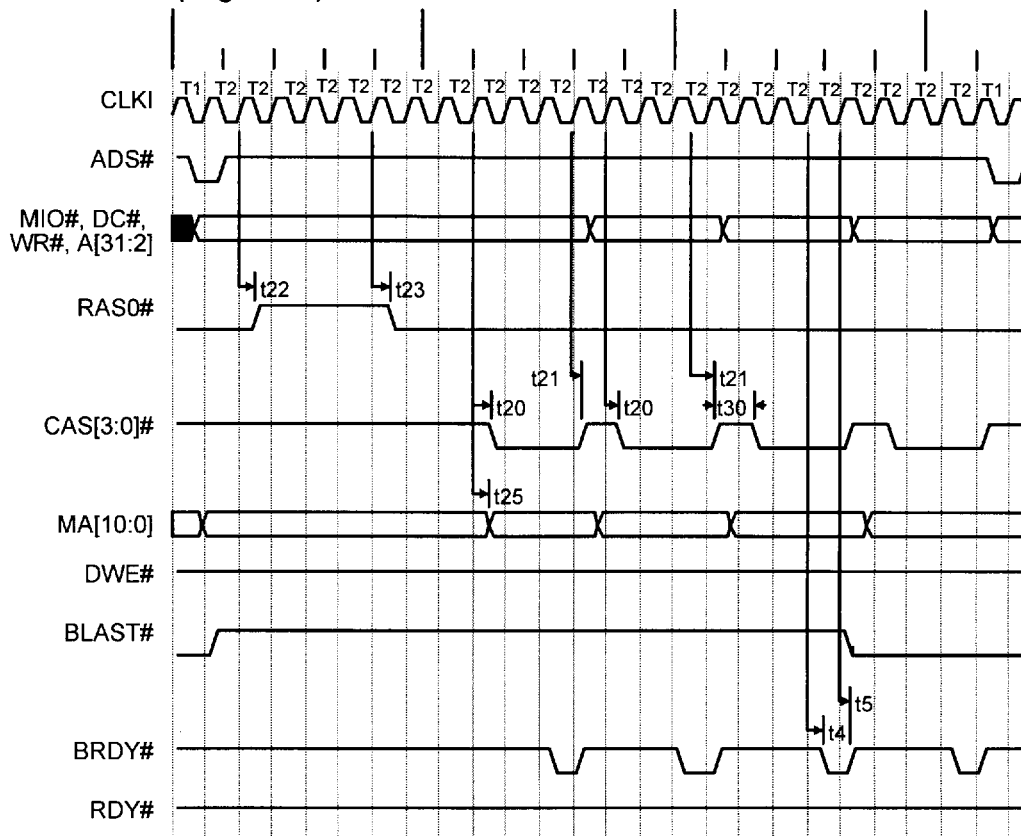 T1 T2 T2 T2 T2 T2 T2 T2 T2 T2 T2 T2 T2 T2 T2 T2 T2 T2 T2 T2 T2 T2 T2 T2 T1
CLKI
ADS#
MIO#, DC#,
WR#, A[31:2]
t22 t23
RAS0#
t21 t21
t20 t20 t30
CAS[3:0]#
t25
MA[10:0]
DWE#
BLAST#
t5
t4
BRDY#
RDY#